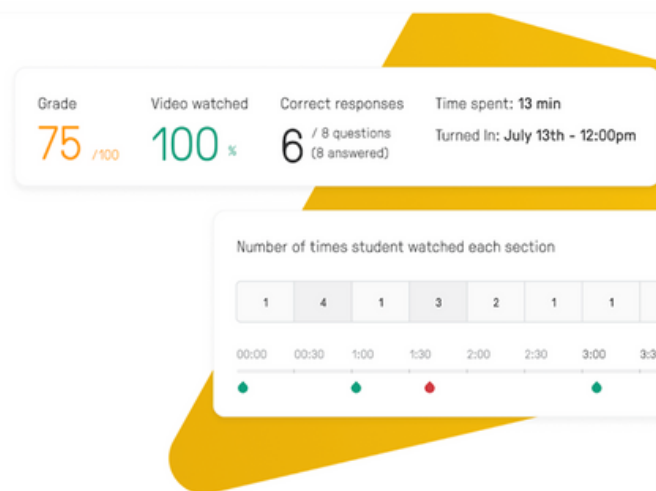 Grade
75 /100
Video watched
100 %
Correct responses
6 / 8 questions
(8 answered)
Time spent: 13 min
Turned In: July 13th - 12:00pm
Number of times student watched each section
1 4 1 3 2 1 1
00:00 00:30 1:00 1:30 2:00 2:30 3:00